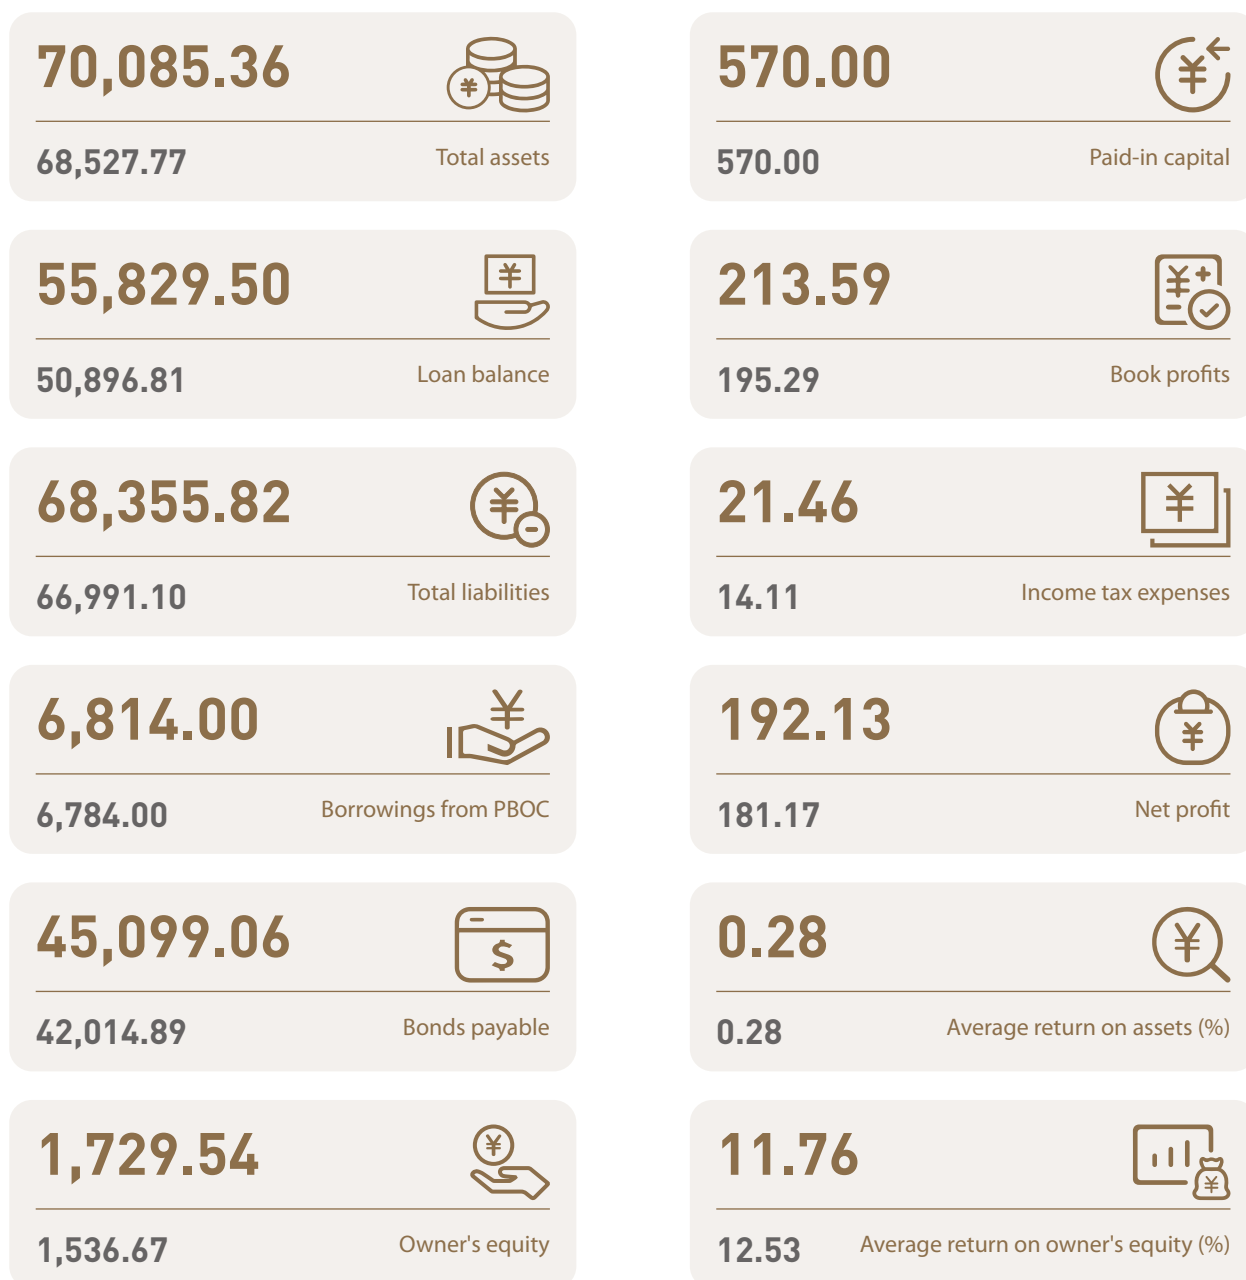 70,085.36
68,527.77 Total assets
55,829.50
50,896.81 Loan balance
68,355.82
66,991.10 Total liabilities
6,814.00
6,784.00 Borrowings from PBOC
45,099.06
42,014.89 Bonds payable
1,729.54
1,536.67 Owner's equity
570.00
570.00 Paid-in capital
213.59
195.29 Book profits
21.46
14.11 Income tax expenses
192.13
181.17 Net profit
0.28
0.28 Average return on assets (%)
11.76
12.53 Average return on owner's equity (%)